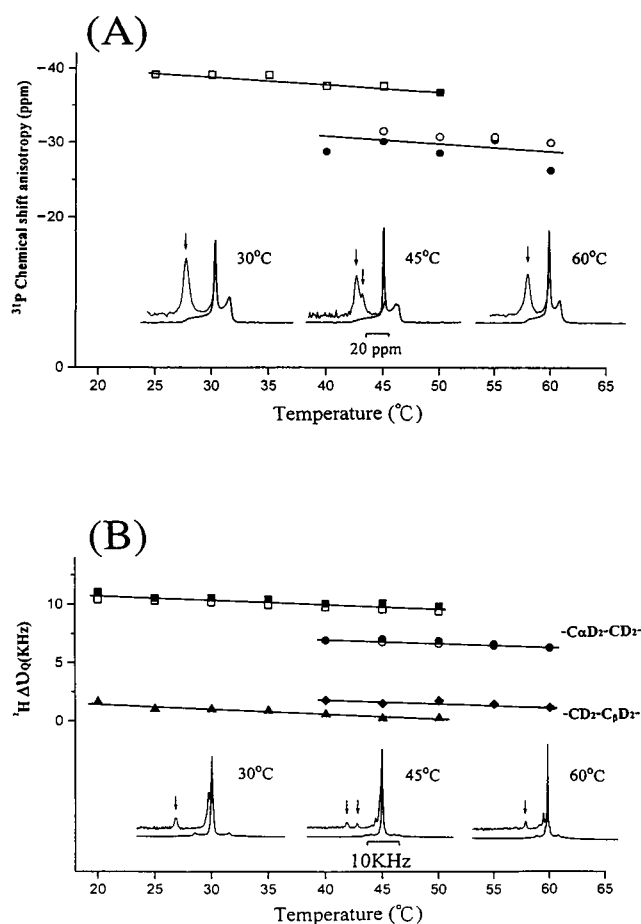 (A)
³¹P Chemical shift anisotropy (ppm)
-40
-30
-20
0
30°C
45°C
60°C
20 ppm
20 25 30 35 40 45 50 55 60 65
Temperature (°C)
(B)
²H ΔυQ(KHz)
10
5
0
-CαD₂-CD₂-
-CD₂-CβD₂-
30°C
45°C
60°C
10KHz
20 25 30 35 40 45 50 55 60 65
Temperature (°C)